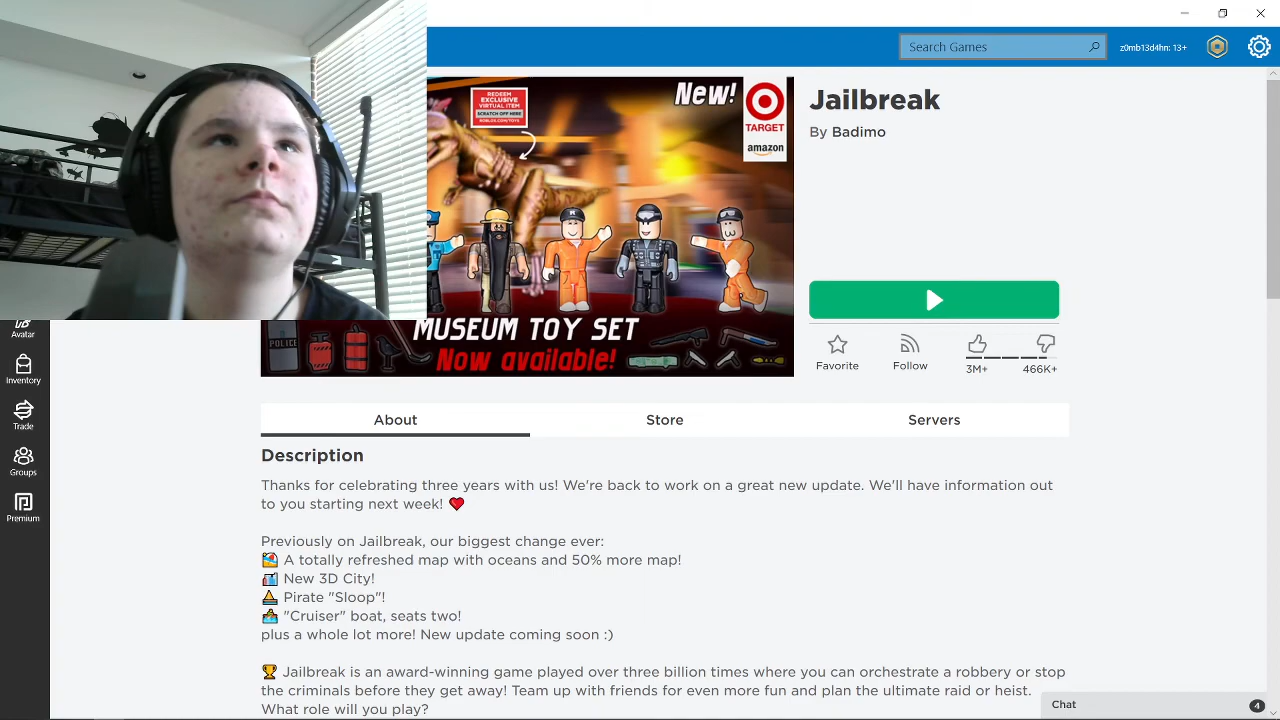 Search Games
z0mb13d4hn: 13+
REDEEM
EXCLUSIVE
VIRTUAL ITEM
SCRATCH OFF HERE
ROBLOX.COM/TOYS
New!
TARGET
amazon
Jailbreak
By Badimo
POLICE
MUSEUM TOY SET
Now available!
Favorite
Follow
3M+
466K+
Avatar
Inventory
Trade
Groups
Premium
About
Store
Servers
Description
Thanks for celebrating three years with us! We're back to work on a great new update. We'll have information out
to you starting next week! ❤️
Previously on Jailbreak, our biggest change ever:
🗺️ A totally refreshed map with oceans and 50% more map!
🏙️ New 3D City!
⛵ Pirate "Sloop"!
🚣 "Cruiser" boat, seats two!
plus a whole lot more! New update coming soon :)
🏆 Jailbreak is an award-winning game played over three billion times where you can orchestrate a robbery or stop
the criminals before they get away! Team up with friends for even more fun and plan the ultimate raid or heist.
What role will you play?
Chat
4